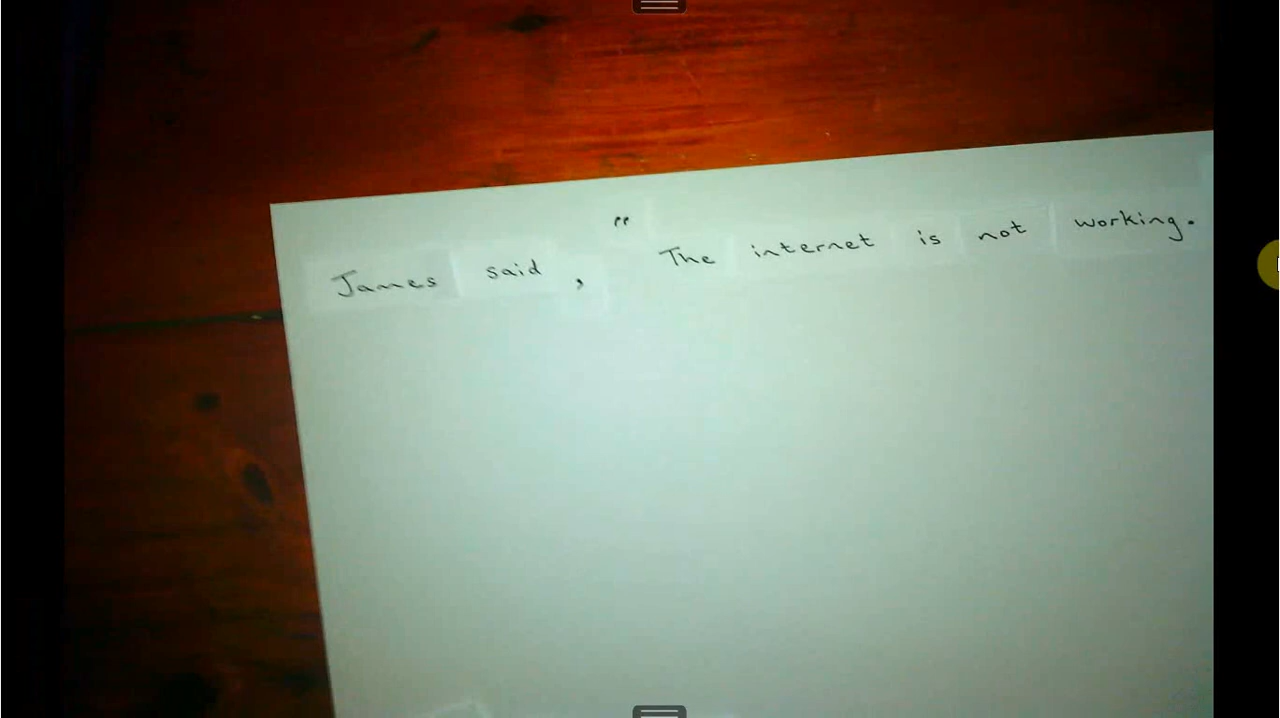 James said, " The internet is not working.